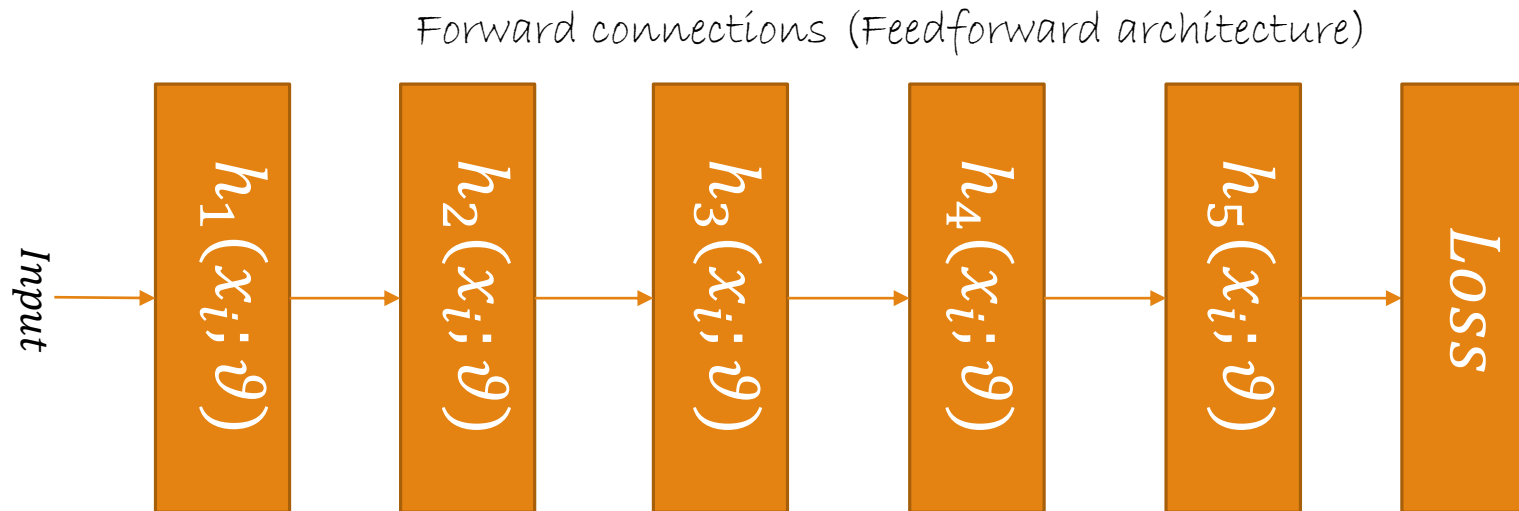 Forward connections (Feedforward architecture)
Input
h₁(xᵢ; ϑ)
h₂(xᵢ; ϑ)
h₃(xᵢ; ϑ)
h₄(xᵢ; ϑ)
h₅(xᵢ; ϑ)
Loss